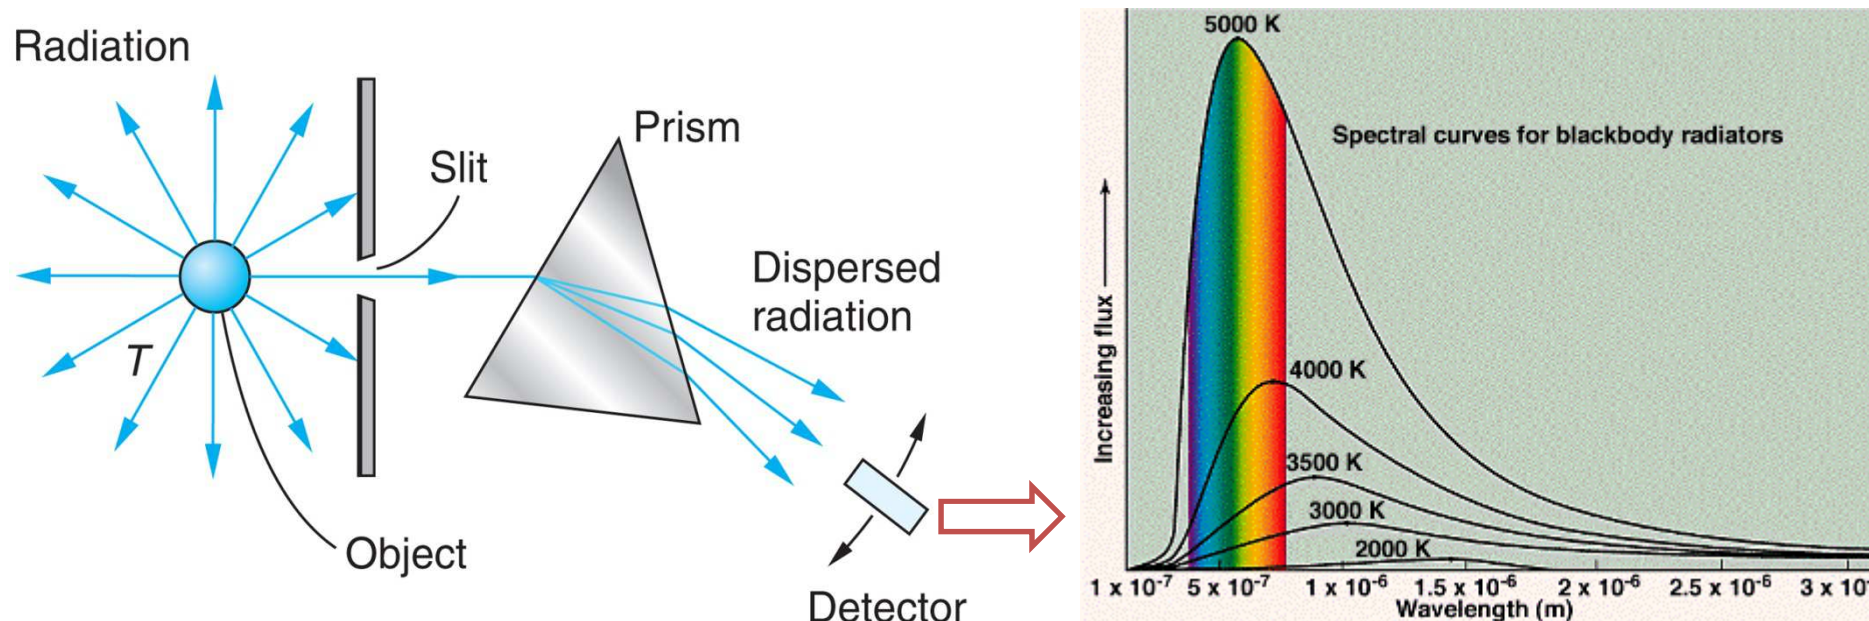 Radiation
Slit
Prism
Dispersed
radiation
T
Object
Detector
5000 K
Spectral curves for blackbody radiators
4000 K
3500 K
3000 K
2000 K
Increasing flux
1 x 10⁻⁷ 5 x 10⁻⁷ 1 x 10⁻⁶ 1.5 x 10⁻⁶ 2 x 10⁻⁶ 2.5 x 10⁻⁶ 3 x 10
Wavelength (m)